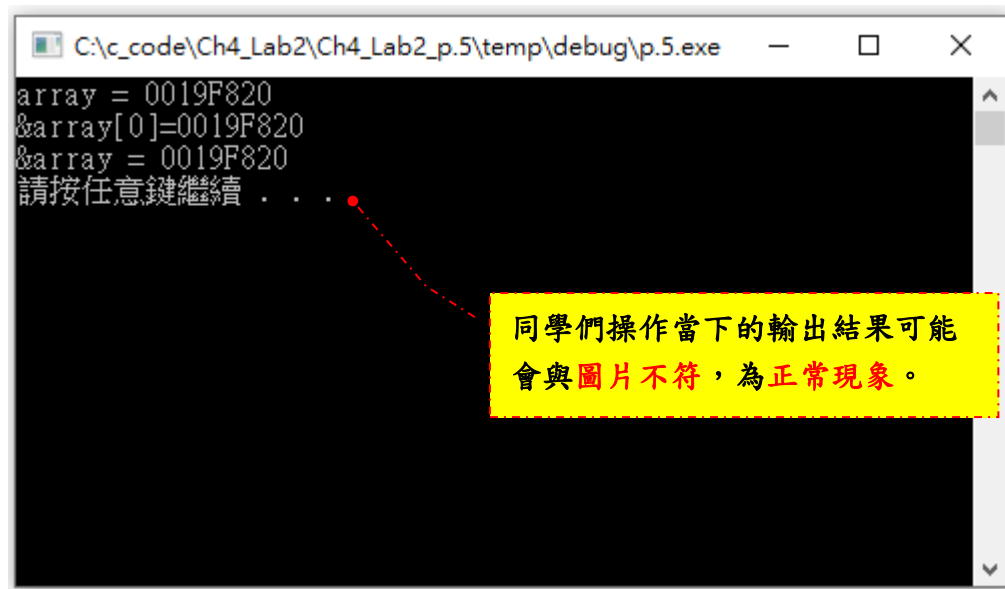 C:\c_code\Ch4_Lab2\Ch4_Lab2_p.5\temp\debug\p.5.exe
array = 0019F820
&array[0]=0019F820
&array = 0019F820
請按任意鍵繼續 . . .
同學們操作當下的輸出結果可能
會與圖片不符，為正常現象。